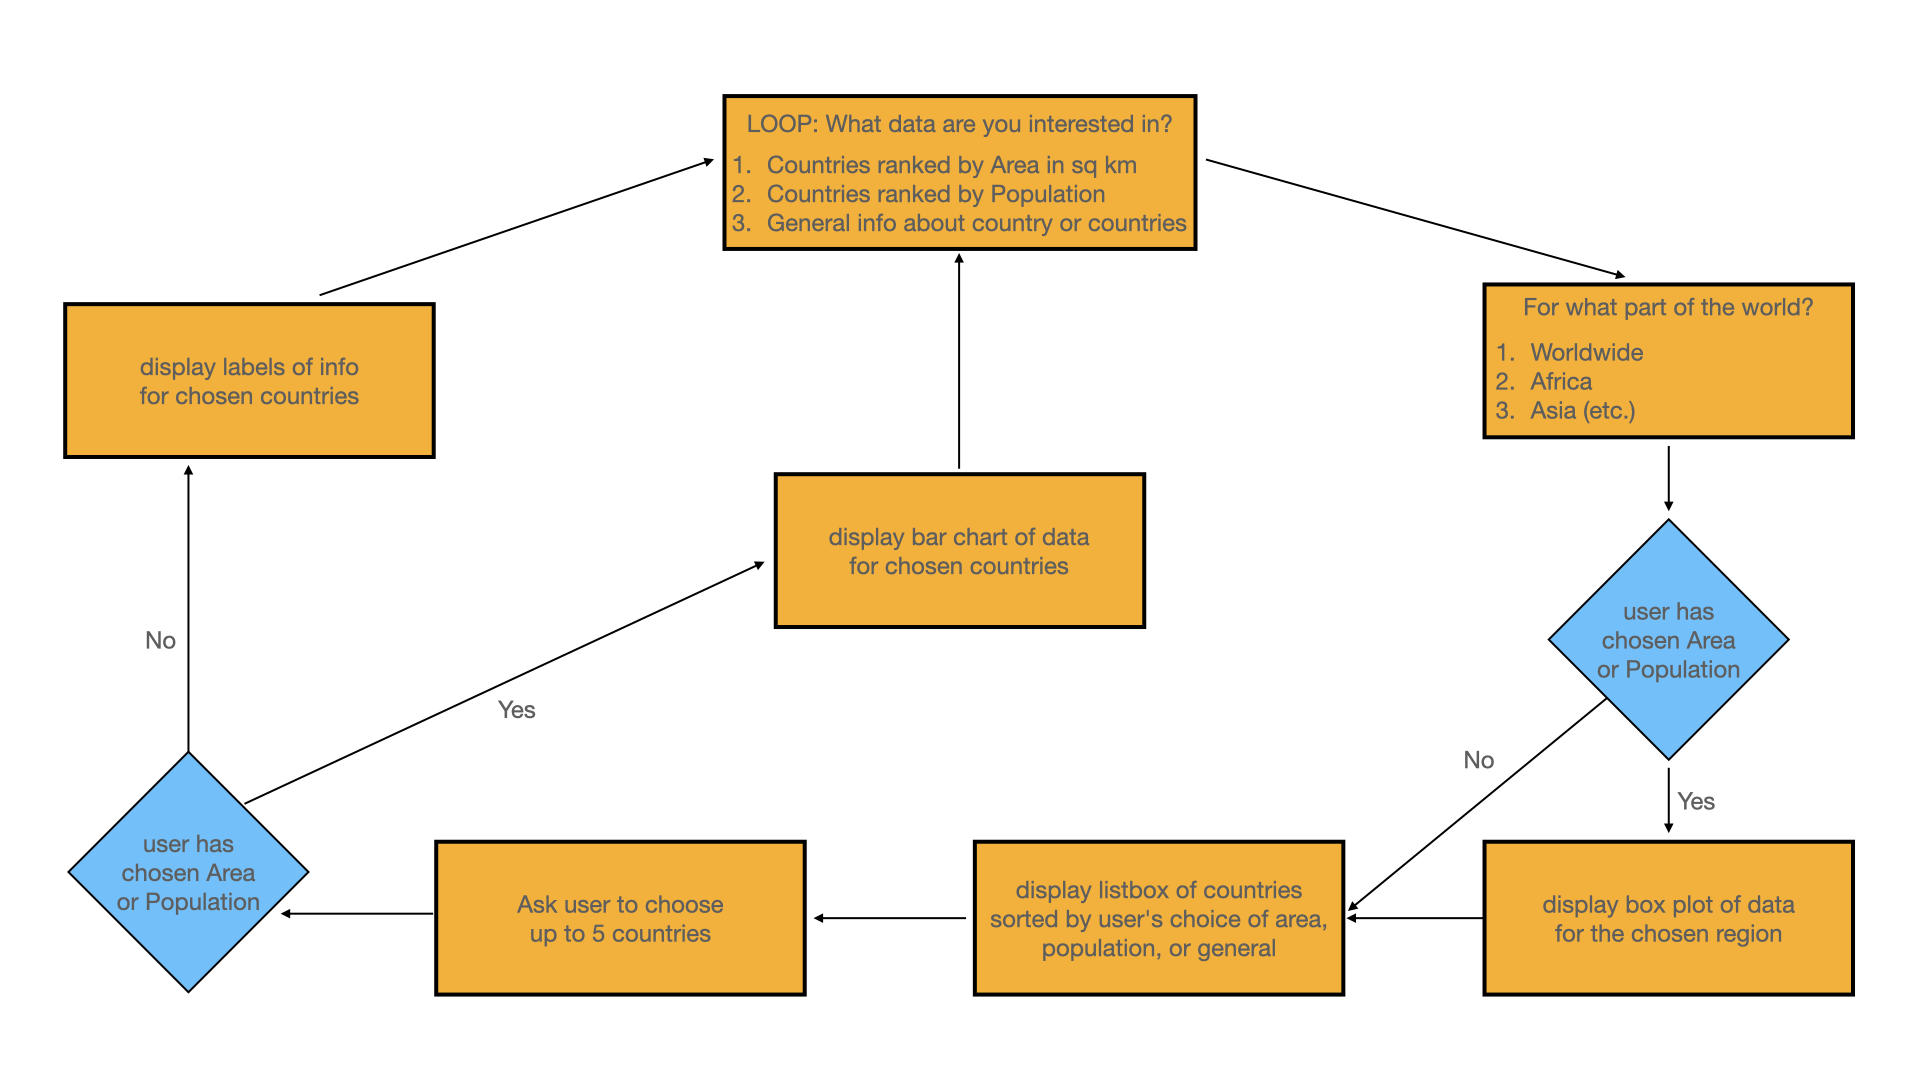 LOOP: What data are you interested in?
1. Countries ranked by Area in sq km
2. Countries ranked by Population
3. General info about country or countries
For what part of the world?
1. Worldwide
2. Africa
3. Asia (etc.)
user has
chosen Area
or Population
No
Yes
display box plot of data
for the chosen region
display listbox of countries
sorted by user's choice of area,
population, or general
Ask user to choose
up to 5 countries
user has
chosen Area
or Population
Yes
No
display bar chart of data
for chosen countries
display labels of info
for chosen countries